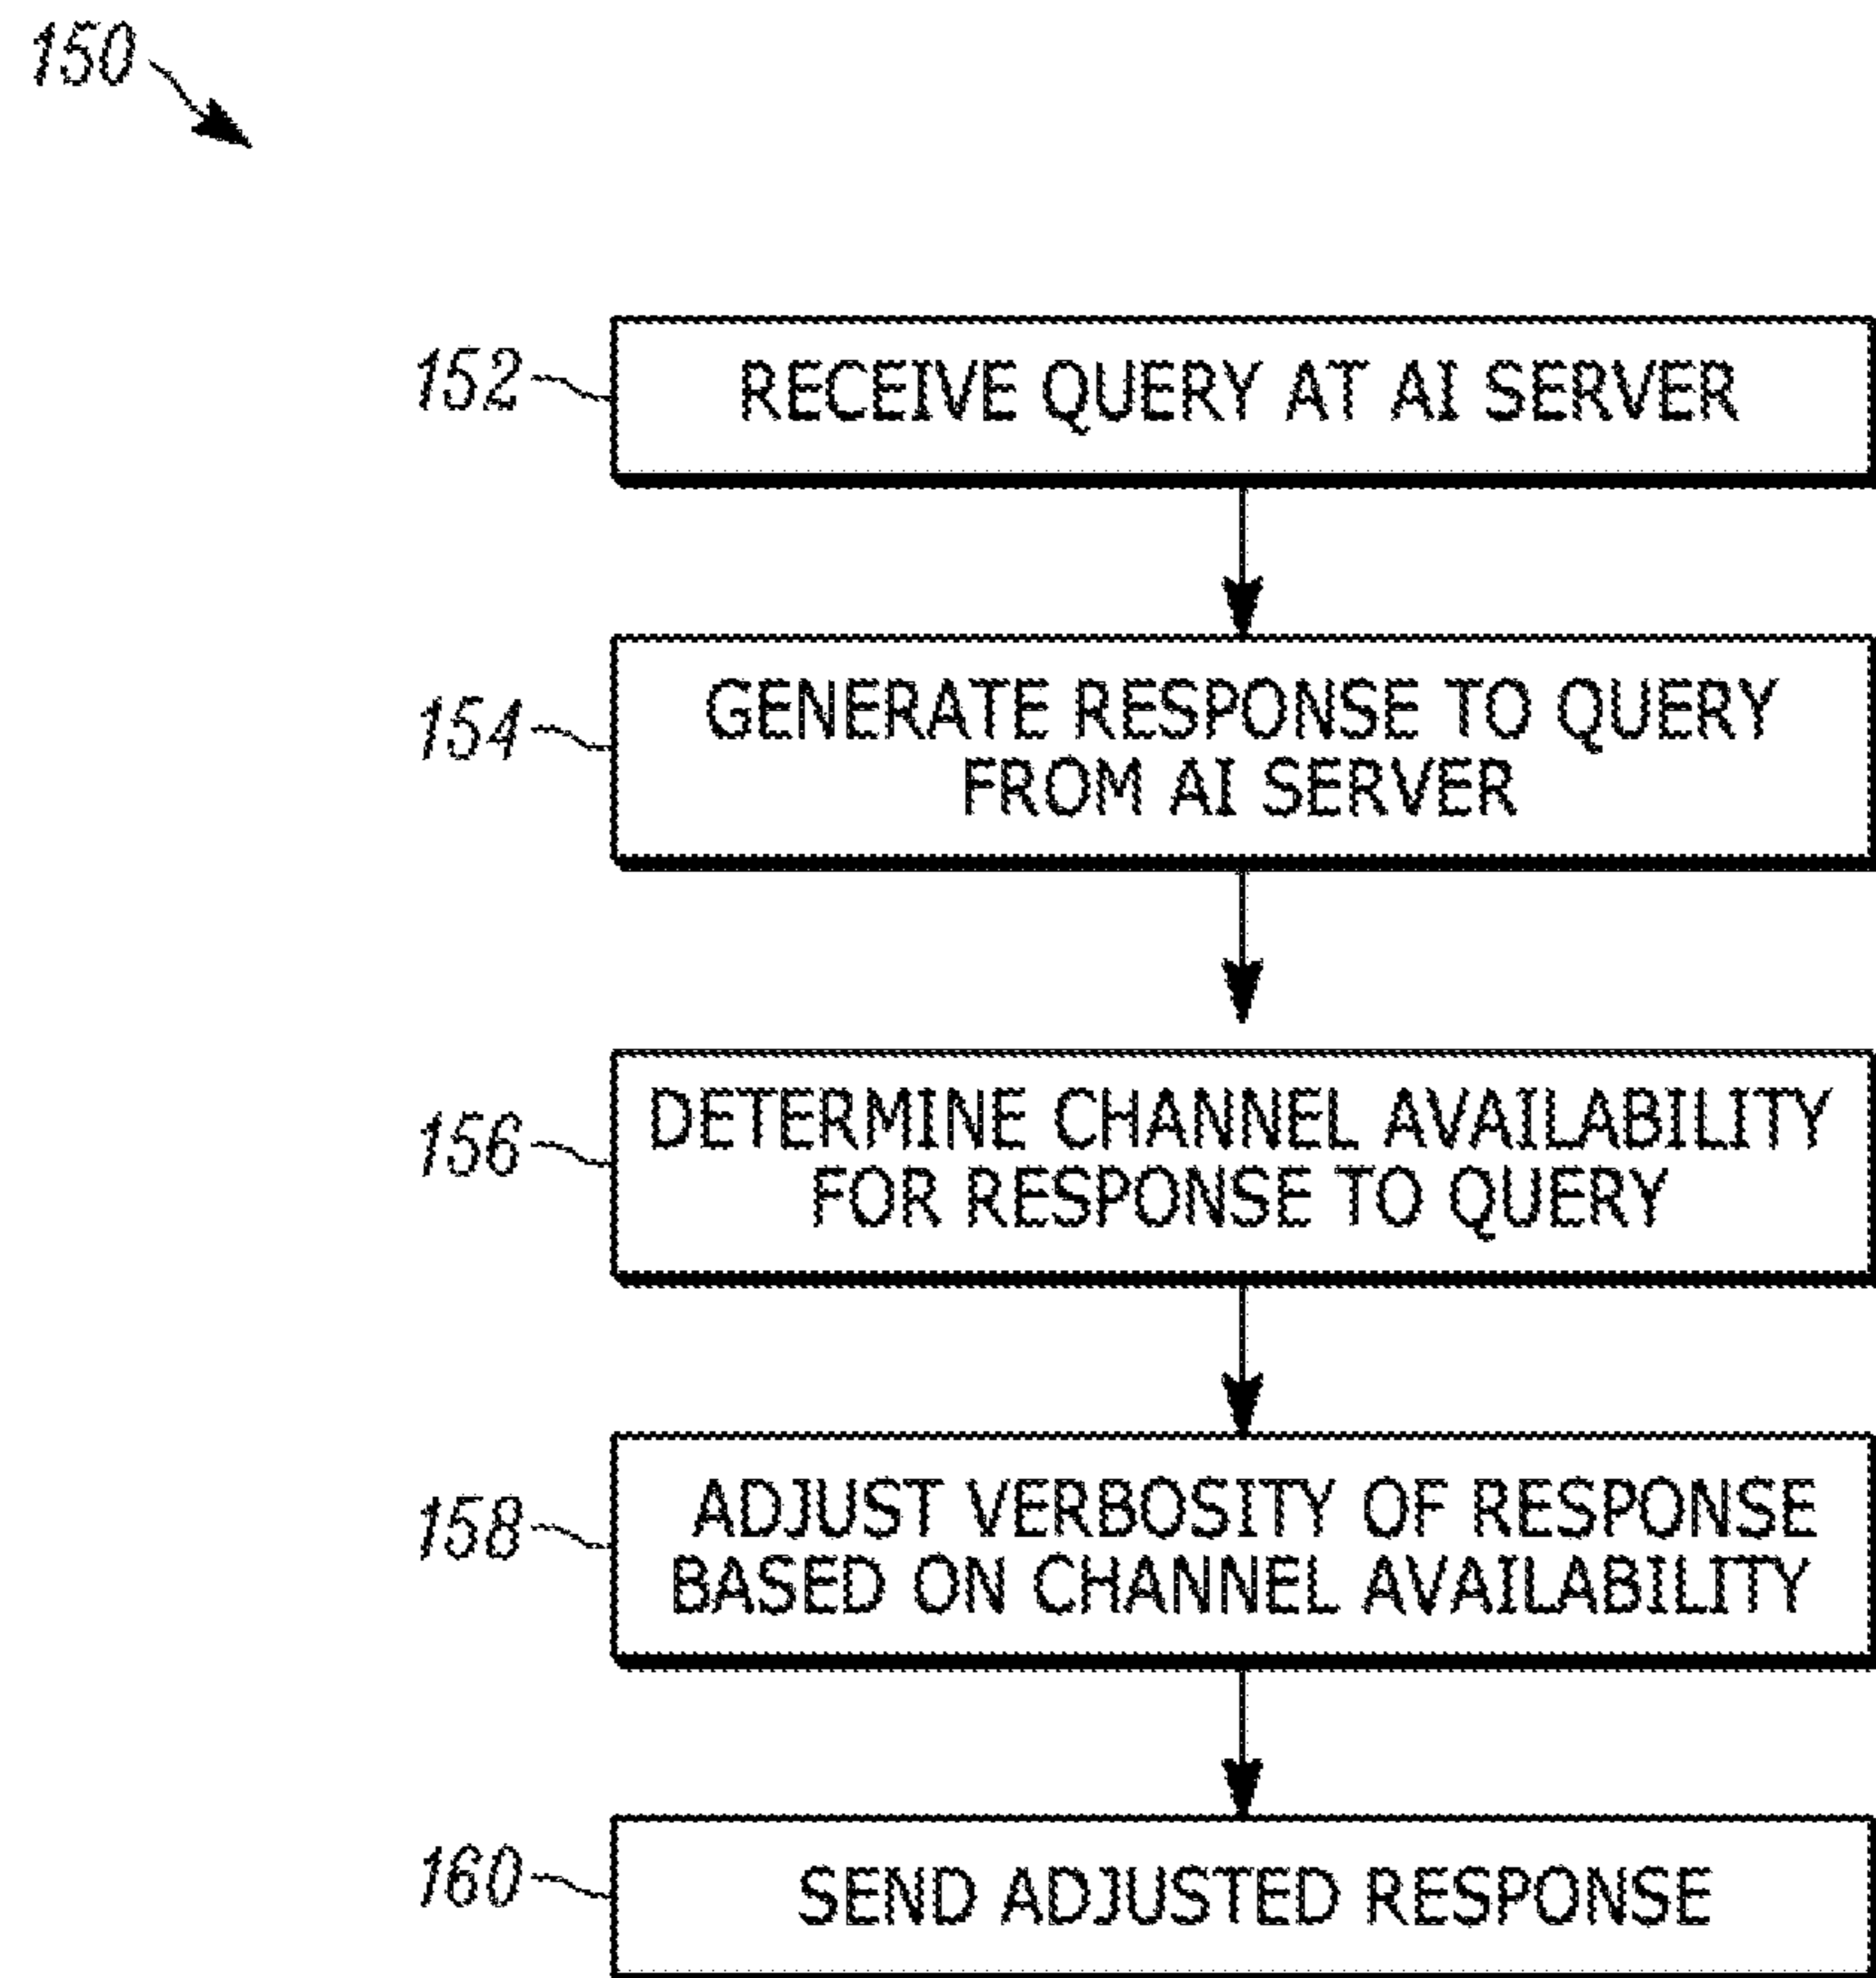 150
152
RECEIVE QUERY AT AI SERVER
154
GENERATE RESPONSE TO QUERY
FROM AI SERVER
156
DETERMINE CHANNEL AVAILABILITY
FOR RESPONSE TO QUERY
158
ADJUST VERBOSITY OF RESPONSE
BASED ON CHANNEL AVAILABILITY
160
SEND ADJUSTED RESPONSE